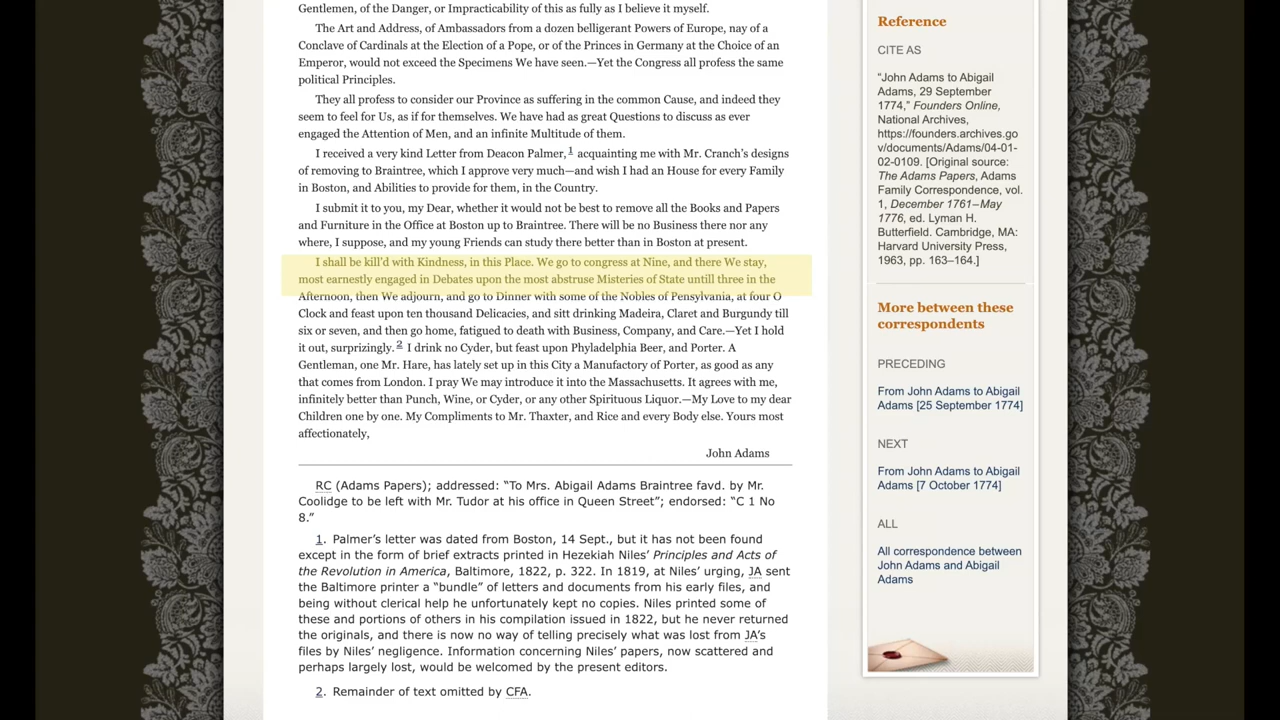 Gentlemen, of the Danger, or Impracticability of this as fully as I believe it myself.
The Art and Address, of Ambassadors from a dozen belligerant Powers of Europe, nay of a
Conclave of Cardinals at the Election of a Pope, or of the Princes in Germany at the Choice of an
Emperor, would not exceed the Specimens We have seen.—Yet the Congress all profess the same
political Principles.
They all profess to consider our Province as suffering in the common Cause, and indeed they
seem to feel for Us, as if for themselves. We have had as great Questions to discuss as ever
engaged the Attention of Men, and an infinite Multitude of them.
I received a very kind Letter from Deacon Palmer,1 acquainting me with Mr. Cranch's designs
of removing to Braintree, which I approve very much—and wish I had an House for every Family
in Boston, and Abilities to provide for them, in the Country.
I submit it to you, my Dear, whether it would not be best to remove all the Books and Papers
and Furniture in the Office at Boston up to Braintree. There will be no Business there nor any
where, I suppose, and my young Friends can study there better than in Boston at present.
I shall be kill'd with Kindness, in this Place. We go to congress at Nine, and there We stay,
most earnestly engaged in Debates upon the most abstruse Misteries of State untill three in the
Afternoon, then We adjourn, and go to Dinner with some of the Nobles of Pensylvania, at four O
Clock and feast upon ten thousand Delicacies, and sitt drinking Madeira, Claret and Burgundy till
six or seven, and then go home, fatigued to death with Business, Company, and Care.—Yet I hold
it out, surprizingly.2 I drink no Cyder, but feast upon Phyladelphia Beer, and Porter. A
Gentleman, one Mr. Hare, has lately set up in this City a Manufactory of Porter, as good as any
that comes from London. I pray We may introduce it into the Massachusetts. It agrees with me,
infinitely better than Punch, Wine, or Cyder, or any other Spirituous Liquor.—My Love to my dear
Children one by one. My Compliments to Mr. Thaxter, and Rice and every Body else. Yours most
affectionately,
John Adams
RC (Adams Papers); addressed: “To Mrs. Abigail Adams Braintree favd. by Mr.
Coolidge to be left with Mr. Tudor at his office in Queen Street”; endorsed: “C 1 No
8.”
1. Palmer's letter was dated from Boston, 14 Sept., but it has not been found
except in the form of brief extracts printed in Hezekiah Niles' Principles and Acts of
the Revolution in America, Baltimore, 1822, p. 322. In 1819, at Niles' urging, JA sent
the Baltimore printer a “bundle” of letters and documents from his early files, and
being without clerical help he unfortunately kept no copies. Niles printed some of
these and portions of others in his compilation issued in 1822, but he never returned
the originals, and there is now no way of telling precisely what was lost from JA's
files by Niles' negligence. Information concerning Niles' papers, now scattered and
perhaps largely lost, would be welcomed by the present editors.
2. Remainder of text omitted by CFA.
Reference
CITE AS
“John Adams to Abigail
Adams, 29 September
1774,” Founders Online,
National Archives,
https://founders.archives.go
v/documents/Adams/04-01-
02-0109. [Original source:
The Adams Papers, Adams
Family Correspondence, vol.
1, December 1761–May
1776, ed. Lyman H.
Butterfield. Cambridge, MA:
Harvard University Press,
1963, pp. 163–164.]
More between these
correspondents
PRECEDING
From John Adams to Abigail
Adams [25 September 1774]
NEXT
From John Adams to Abigail
Adams [7 October 1774]
ALL
All correspondence between
John Adams and Abigail
Adams